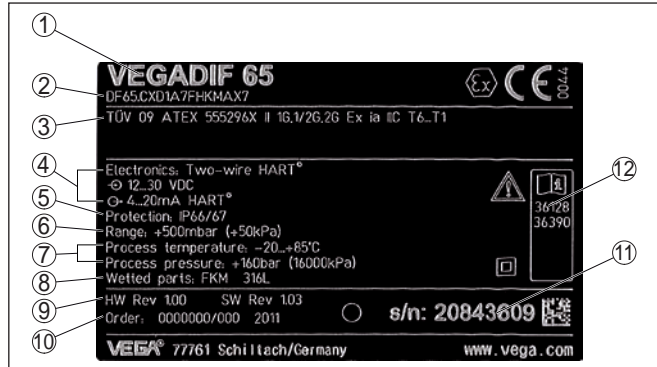 1
VEGADIF 65
2
DF65.CXD1A7FHKMAX7
0044
3
TÜV 09 ATEX 555296X II 1G,1/2G,2G Ex ia IIC T6...T1
4
Electronics: Two-wire HART®
12...30 VDC
4...20mA HART®
5
Protection: IP66/67
6
Range: +500mbar (+50kPa)
7
Process temperature: -20...+85°C
Process pressure: +160bar (16000kPa)
8
Wetted parts: FKM 316L
12
36128
36390
11
9
HW Rev 1.00 SW Rev 1.03
10
Order: 0000000/000 2011
s/n: 20843609
VEGA® 77761 Schiltach/Germany www.vega.com